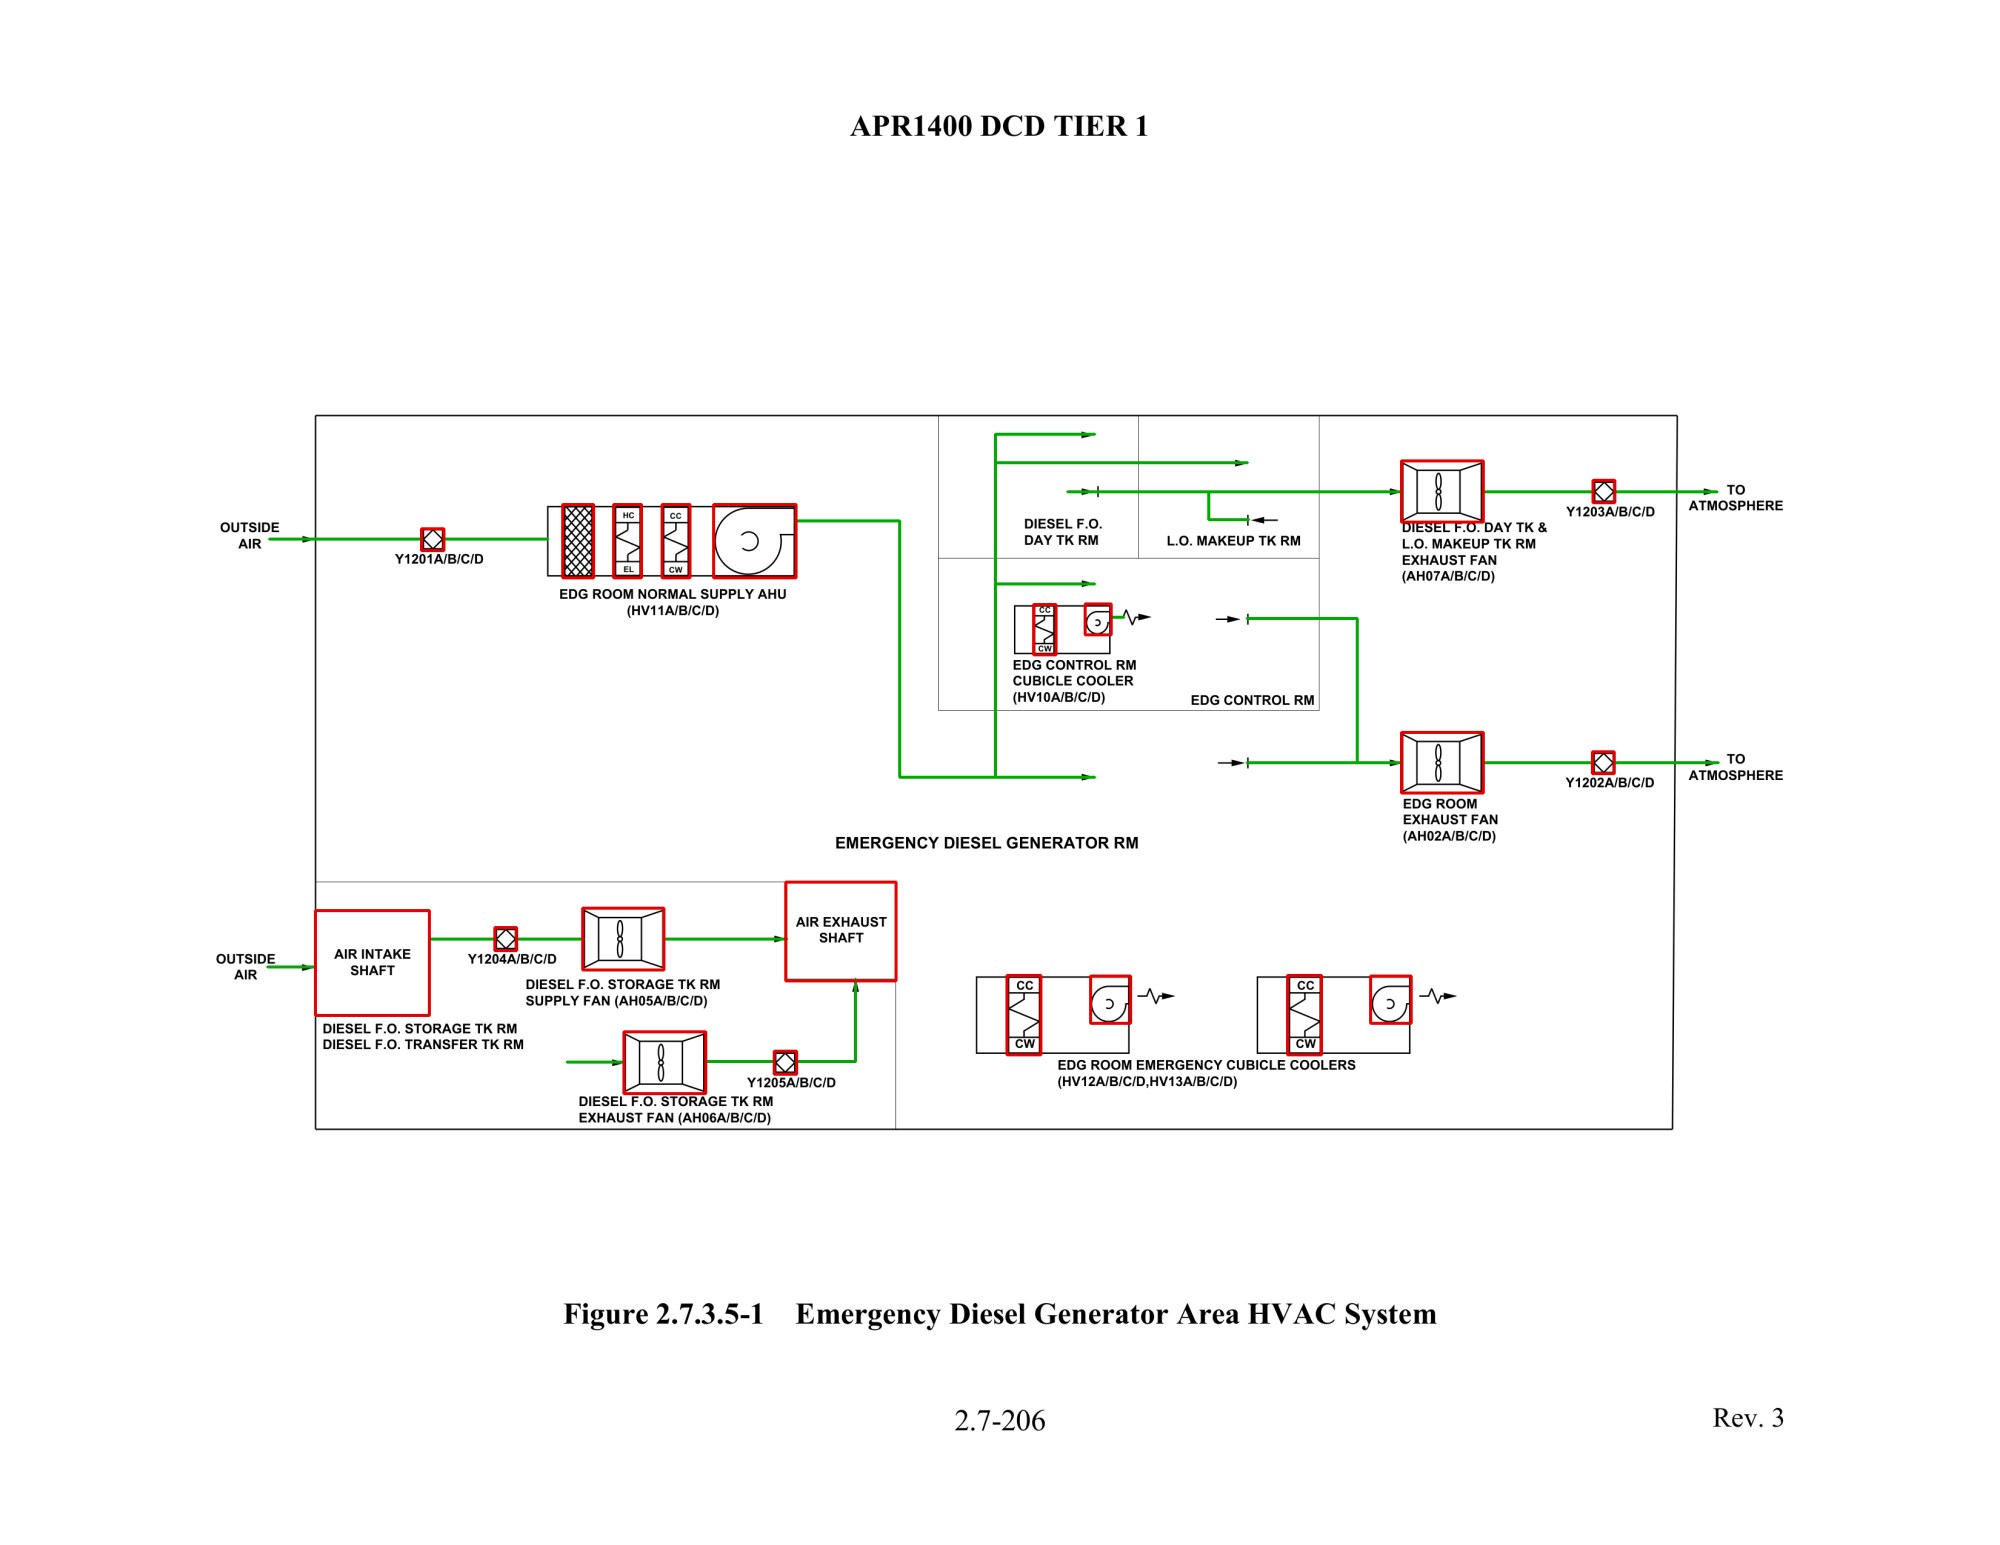 APR1400 DCD TIER 1
OUTSIDE
AIR
Y1201A/B/C/D
HC
EL
CC
CW
EDG ROOM NORMAL SUPPLY AHU
(HV11A/B/C/D)
DIESEL F.O.
DAY TK RM
L.O. MAKEUP TK RM
DIESEL F.O. DAY TK &
L.O. MAKEUP TK RM
EXHAUST FAN
(AH07A/B/C/D)
Y1203A/B/C/D
TO
ATMOSPHERE
CC
CW
EDG CONTROL RM
CUBICLE COOLER
(HV10A/B/C/D)
EDG CONTROL RM
EDG ROOM
EXHAUST FAN
(AH02A/B/C/D)
Y1202A/B/C/D
TO
ATMOSPHERE
EMERGENCY DIESEL GENERATOR RM
OUTSIDE
AIR
AIR INTAKE
SHAFT
Y1204A/B/C/D
DIESEL F.O. STORAGE TK RM
SUPPLY FAN (AH05A/B/C/D)
AIR EXHAUST
SHAFT
DIESEL F.O. STORAGE TK RM
DIESEL F.O. TRANSFER TK RM
Y1205A/B/C/D
DIESEL F.O. STORAGE TK RM
EXHAUST FAN (AH06A/B/C/D)
CC
CW
CC
CW
EDG ROOM EMERGENCY CUBICLE COOLERS
(HV12A/B/C/D,HV13A/B/C/D)
Figure 2.7.3.5-1 Emergency Diesel Generator Area HVAC System
2.7-206
Rev. 3